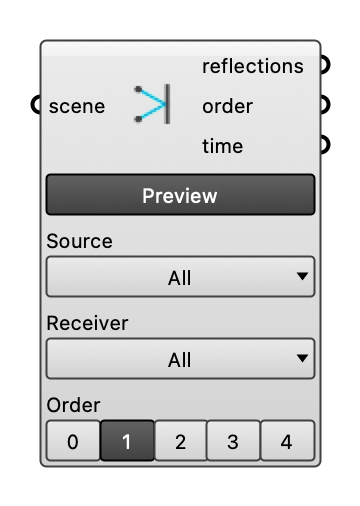 reflections
scene
order
time
Preview
Source
All
Receiver
All
Order
0 1 2 3 4